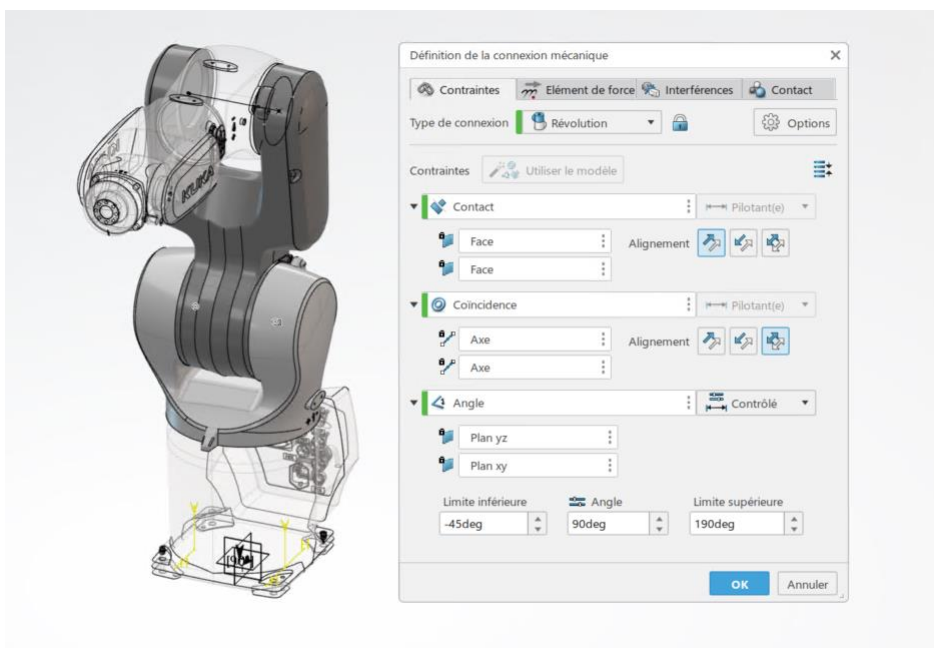 Définition de la connexion mécanique
Contraintes Elément de force Interférences Contact
Type de connexion Révolution Options
Contraintes Utiliser le modèle
Contact Pilotant(e)
Face Alignement
Face
Coïncidence Pilotant(e)
Axe Alignement
Axe
Angle Contrôlé
Plan yz
Plan xy
Limite inférieure Angle Limite supérieure
-45deg 90deg 190deg
OK Annuler
KUKA